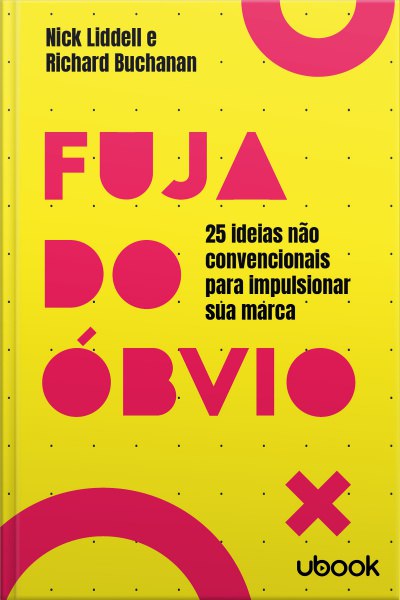 Nick Liddell e
Richard Buchanan
FUJA
DO
25 ideias não
convencionais
para impulsionar
sua marca
ÓBVIO
ubook